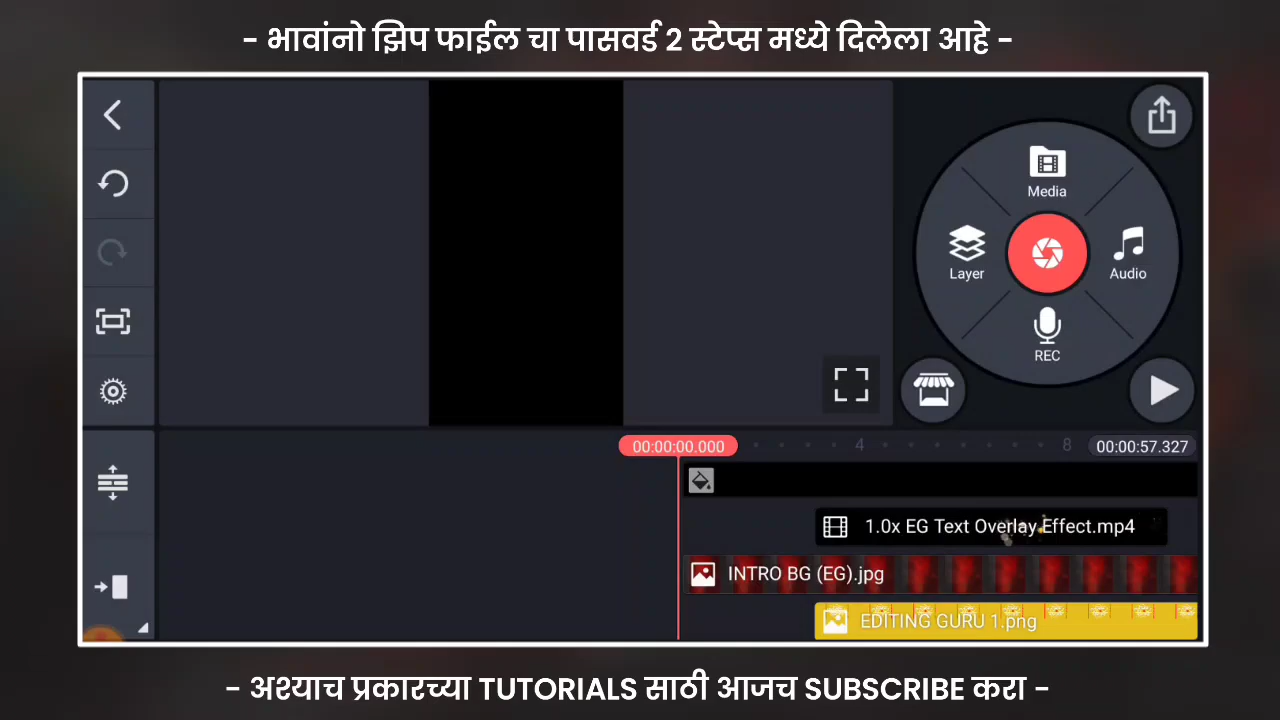 - भावांनो झिप फाईल चा पासवर्ड 2 स्टेप्स मध्ये दिलेला आहे -
Media
Layer
Audio
REC
00:00:00.000
4
8
00:00:57.327
1.0x EG Text Overlay Effect.mp4
INTRO BG (EG).jpg
EDITING GURU 1.png
- अश्याच प्रकारच्या TUTORIALS साठी आजच SUBSCRIBE करा -